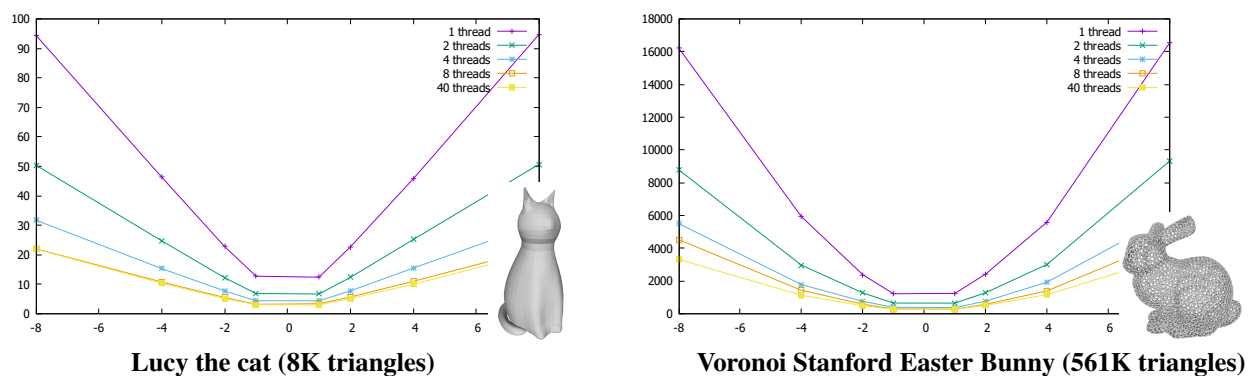 100
90
80
70
60
50
40
30
20
10
0
-8 -6 -4 -2 0 2 4 6
1 thread
2 threads
4 threads
8 threads
40 threads
Lucy the cat (8K triangles)
18000
16000
14000
12000
10000
8000
6000
4000
2000
0
-8 -6 -4 -2 0 2 4 6
1 thread
2 threads
4 threads
8 threads
40 threads
Voronoi Stanford Easter Bunny (561K triangles)